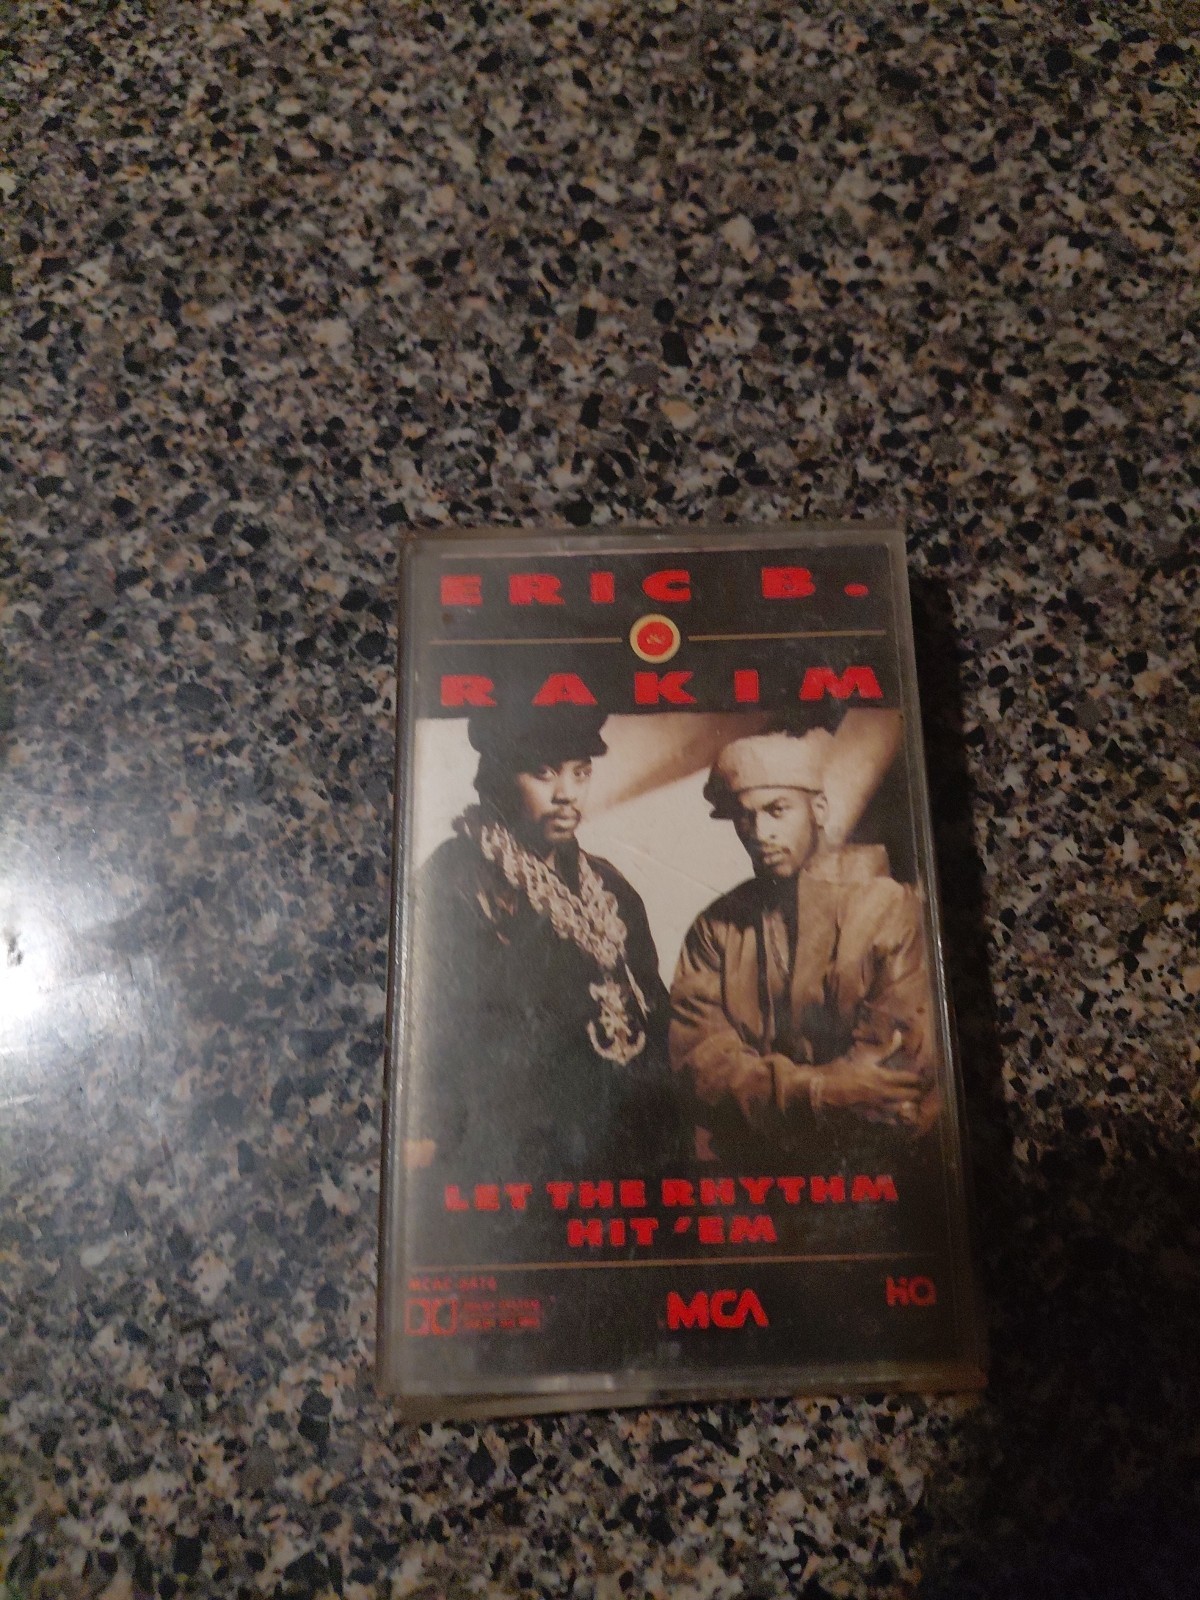 ERIC B.
&
RAKIM
LET THE RHYTHM
HIT 'EM
MCA
HQ